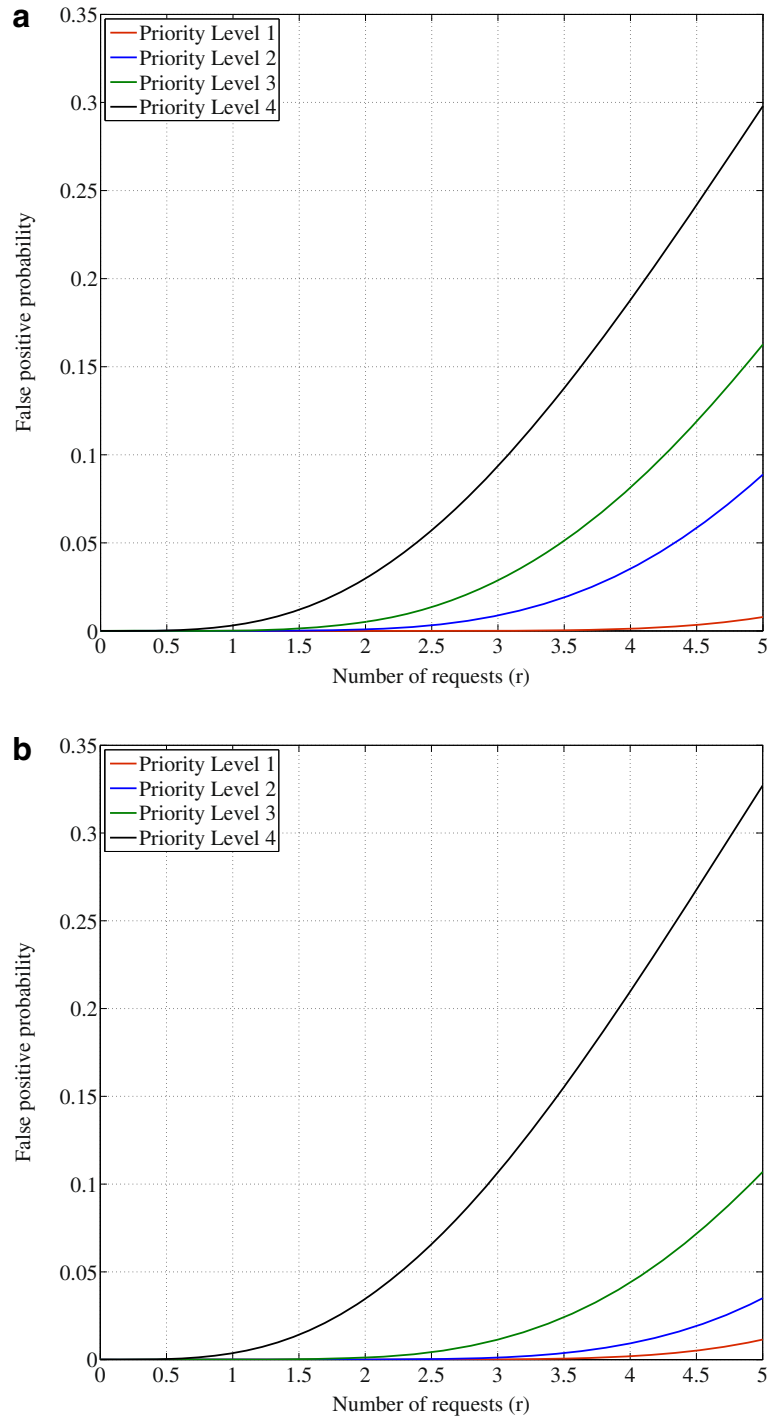 a
0.35
Priority Level 1
Priority Level 2
Priority Level 3
Priority Level 4
0.3
0.25
0.2
0.15
0.1
0.05
0
False positive probability
0 0.5 1 1.5 2 2.5 3 3.5 4 4.5 5
Number of requests (r)
b
0.35
Priority Level 1
Priority Level 2
Priority Level 3
Priority Level 4
0.3
0.25
0.2
0.15
0.1
0.05
0
False positive probability
0 0.5 1 1.5 2 2.5 3 3.5 4 4.5 5
Number of requests (r)